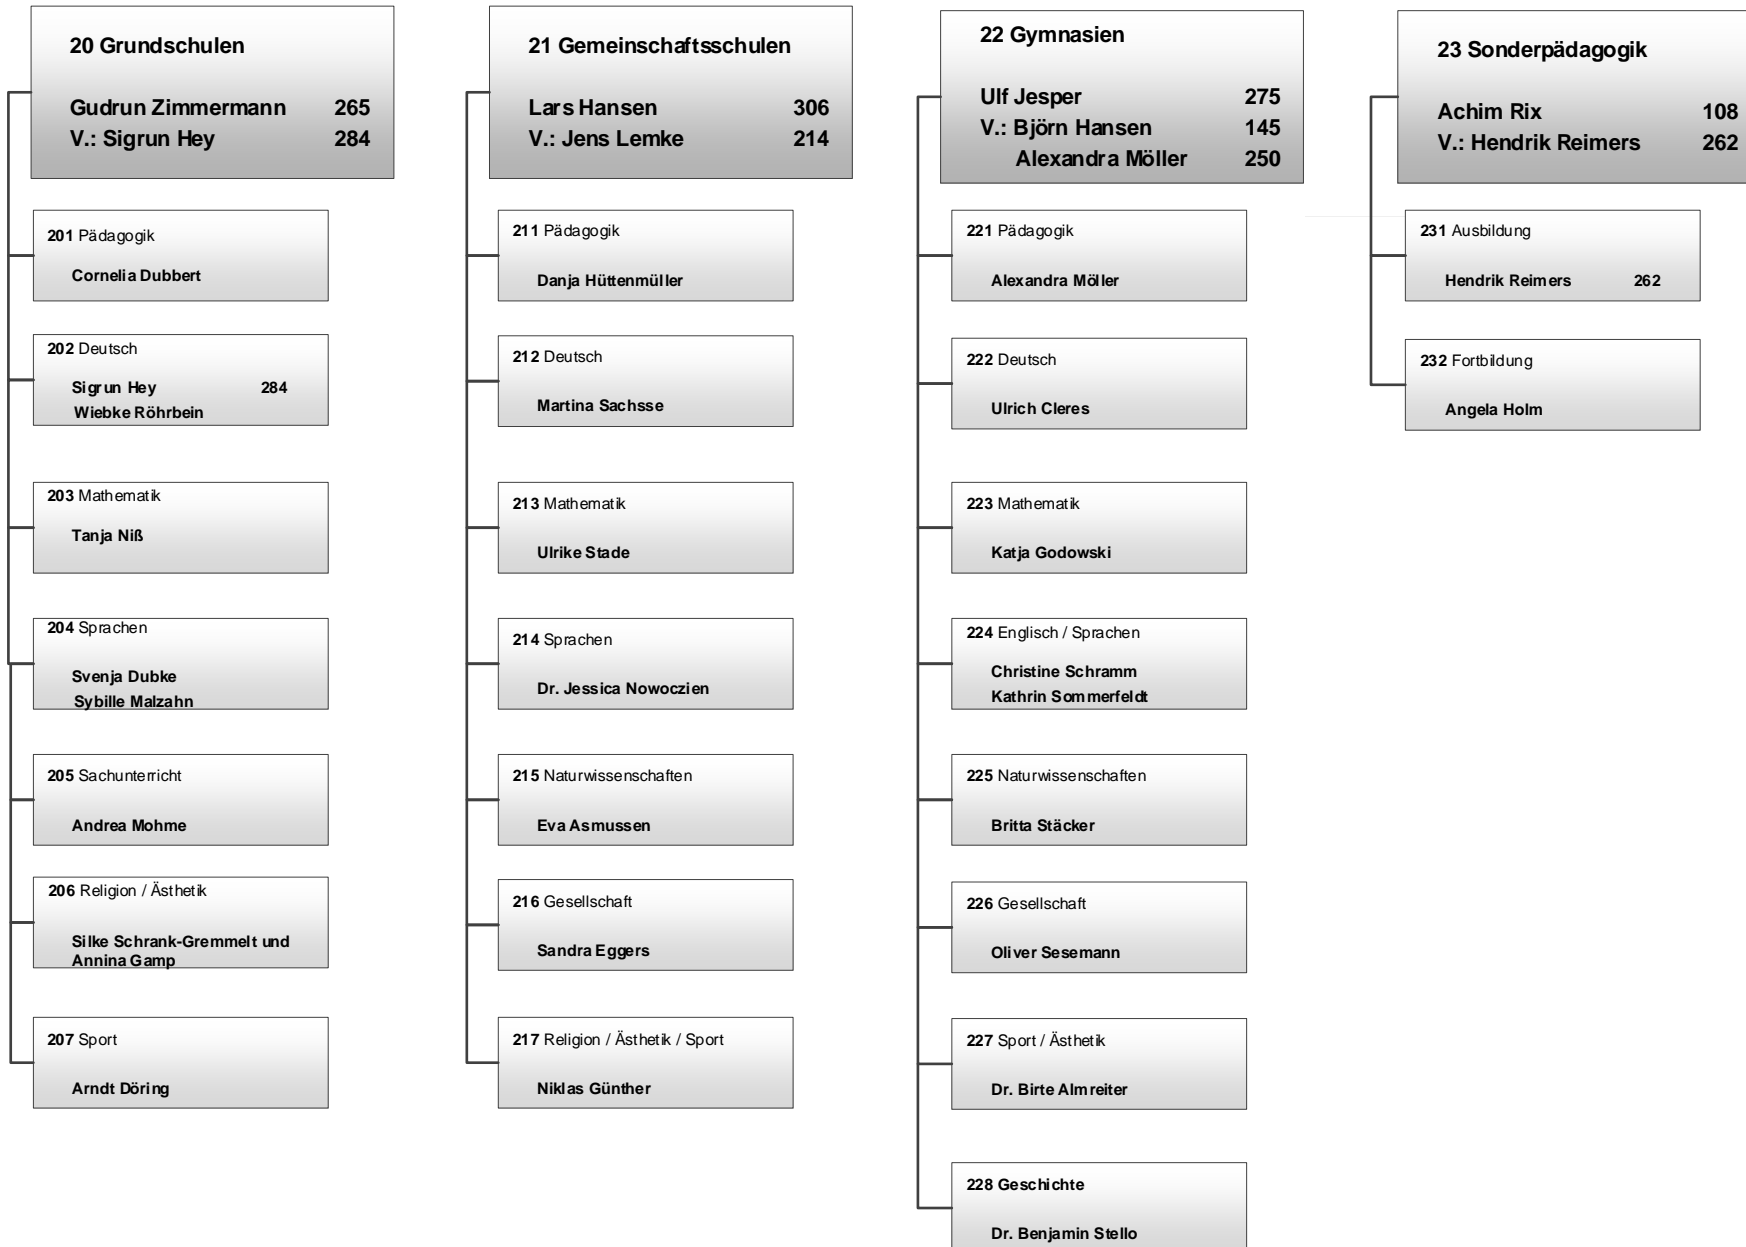 20 Grundschulen
Gudrun Zimmermann 265
V.: Sigrun Hey 284
201 Pädagogik
Cornelia Dubbert
202 Deutsch
Sigrun Hey 284
Wiebke Röhrbein
203 Mathematik
Tanja Niß
204 Sprachen
Svenja Dubke
Sybille Malzahn
205 Sachunterricht
Andrea Mohme
206 Religion / Ästhetik
Silke Schrank-Gremmelt und
Annina Gamp
207 Sport
Arndt Döring
21 Gemeinschaftsschulen
Lars Hansen 306
V.: Jens Lemke 214
211 Pädagogik
Danja Hüttenmüller
212 Deutsch
Martina Sachsse
213 Mathematik
Ulrike Stade
214 Sprachen
Dr. Jessica Nowoczien
215 Naturwissenschaften
Eva Asmussen
216 Gesellschaft
Sandra Eggers
217 Religion / Ästhetik / Sport
Niklas Günther
22 Gymnasien
Ulf Jesper 275
V.: Björn Hansen 145
Alexandra Möller 250
221 Pädagogik
Alexandra Möller
222 Deutsch
Ulrich Cleres
223 Mathematik
Katja Godowski
224 Englisch / Sprachen
Christine Schramm
Kathrin Sommerfeldt
225 Naturwissenschaften
Britta Stäcker
226 Gesellschaft
Oliver Sesemann
227 Sport / Ästhetik
Dr. Birte Almreiter
228 Geschichte
Dr. Benjamin Stello
23 Sonderpädagogik
Achim Rix 108
V.: Hendrik Reimers 262
231 Ausbildung
Hendrik Reimers 262
232 Fortbildung
Angela Holm